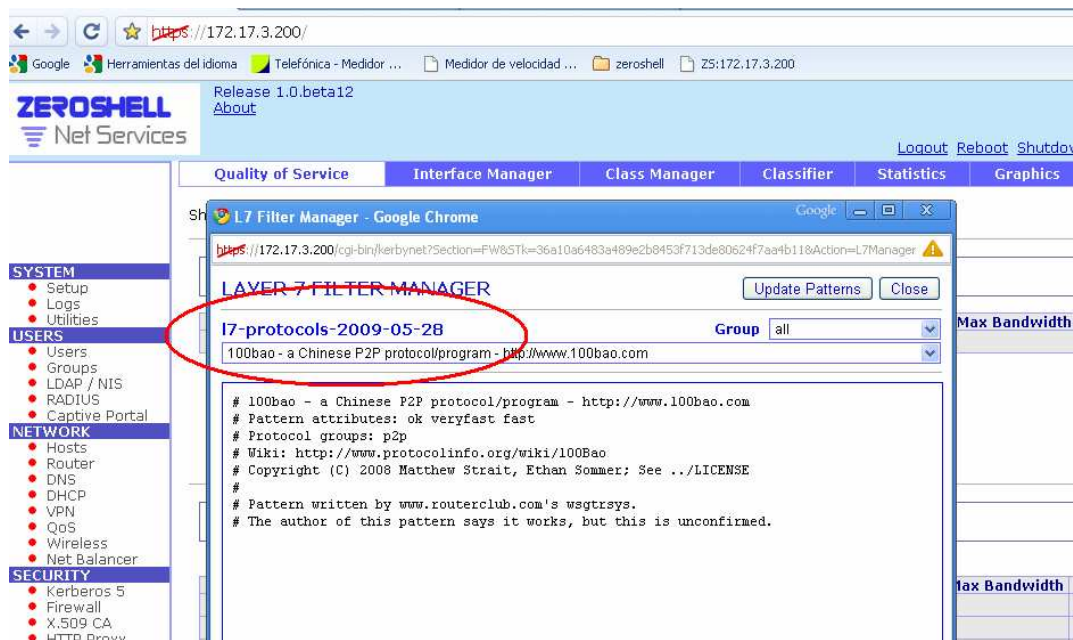 https://172.17.3.200/
Google Herramientas del idioma Telefónica - Medidor ... Medidor de velocidad ... zeroshell ZS:172.17.3.200
ZEROSHELL
Net Services
Release 1.0.beta12
About
Logout Reboot Shutdov
Quality of Service Interface Manager Class Manager Classifier Statistics Graphics
Sh
L7 Filter Manager - Google Chrome
Google
https://172.17.3.200/cgi-bin/kerbynet?Section=FW&STk=36a10a6483a489e2b8453f713de80624f7aa4b11&Action=L7Manager
LAYER 7 FILTER MANAGER
Update Patterns Close
l7-protocols-2009-05-28
Group all
100bao - a Chinese P2P protocol/program - http://www.100bao.com
# 100bao - a Chinese P2P protocol/program - http://www.100bao.com
# Pattern attributes: ok veryfast fast
# Protocol groups: p2p
# Wiki: http://www.protocolinfo.org/wiki/100Bao
# Copyright (C) 2008 Matthew Strait, Ethan Sommer; See ../LICENSE
#
# Pattern written by www.routerclub.com's wsgtrsys.
# The author of this pattern says it works, but this is unconfirmed.
SYSTEM
Setup
Logs
Utilities
USERS
Users
Groups
LDAP / NIS
RADIUS
Captive Portal
NETWORK
Hosts
Router
DNS
DHCP
VPN
QoS
Wireless
Net Balancer
SECURITY
Kerberos 5
Firewall
X.509 CA
HTTP Proxy
Max Bandwidth
Max Bandwidth